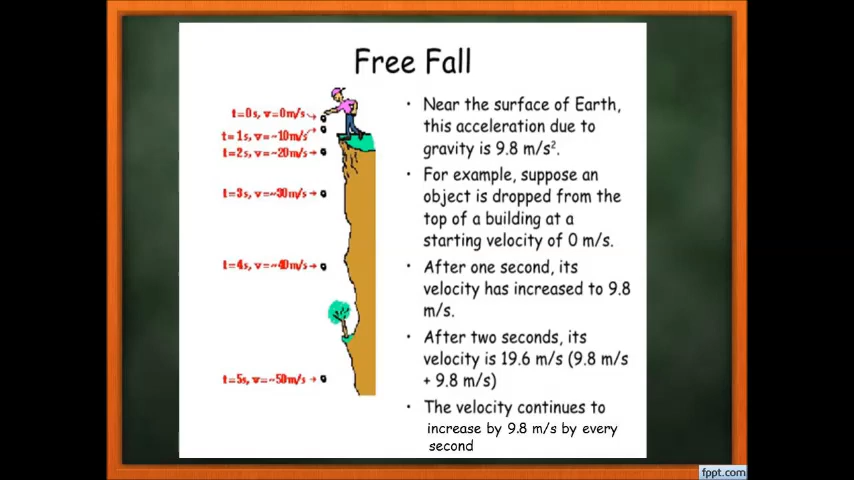 Free Fall
t=0s, v=0m/s
t=1s, v=~10m/s
t=2s, v=~20m/s
t=3s, v=~30m/s
t=4s, v=~40m/s
t=5s, v=~50m/s
• Near the surface of Earth,
this acceleration due to
gravity is 9.8 m/s².
• For example, suppose an
object is dropped from the
top of a building at a
starting velocity of 0 m/s.
• After one second, its
velocity has increased to 9.8
m/s.
• After two seconds, its
velocity is 19.6 m/s (9.8 m/s
+ 9.8 m/s)
• The velocity continues to
increase by 9.8 m/s by every
second
fppt.com